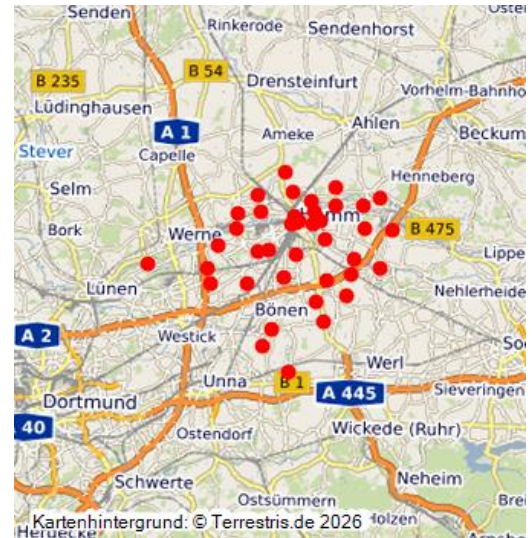 Senden
Rinkerode
Sendenhorst
B 54
B 235
Drensteinfurt
Lüdinghausen
Vorhelm-Bahnho
A 1
Ameke
Ahlen
Beckum
Stever
Capelle
Selm
Henneberg
Bork
Werne
B 475
Lippe
Lünen
Nehlerheide
Bönen
A 2
Westick
Werl
Unna
B 1
A 445
Sieveringen
Dortmund
40
Ostendorf
Wickede (Ruhr)
Schwerte
Neheim
Ostsümmern
Kartenhintergrund: © Terrestris.de 2026